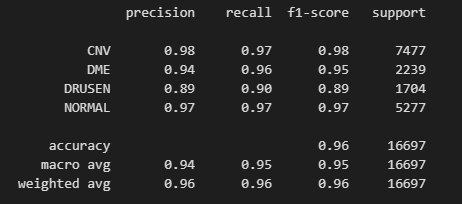 precision recall f1-score support
CNV 0.98 0.97 0.98 7477
DME 0.94 0.96 0.95 2239
DRUSEN 0.89 0.90 0.89 1704
NORMAL 0.97 0.97 0.97 5277
accuracy 0.96 16697
macro avg 0.94 0.95 0.95 16697
weighted avg 0.96 0.96 0.96 16697